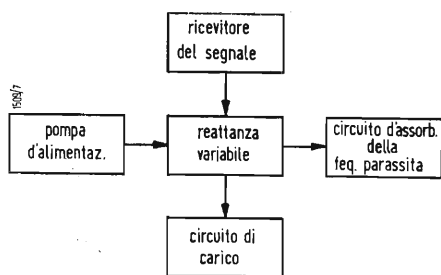 ricevitore
del segnale
1509/7
pompa
d'alimentaz.
reattanza
variabile
circuito d'assorb.
della
feq. parassita
circuito di
carico